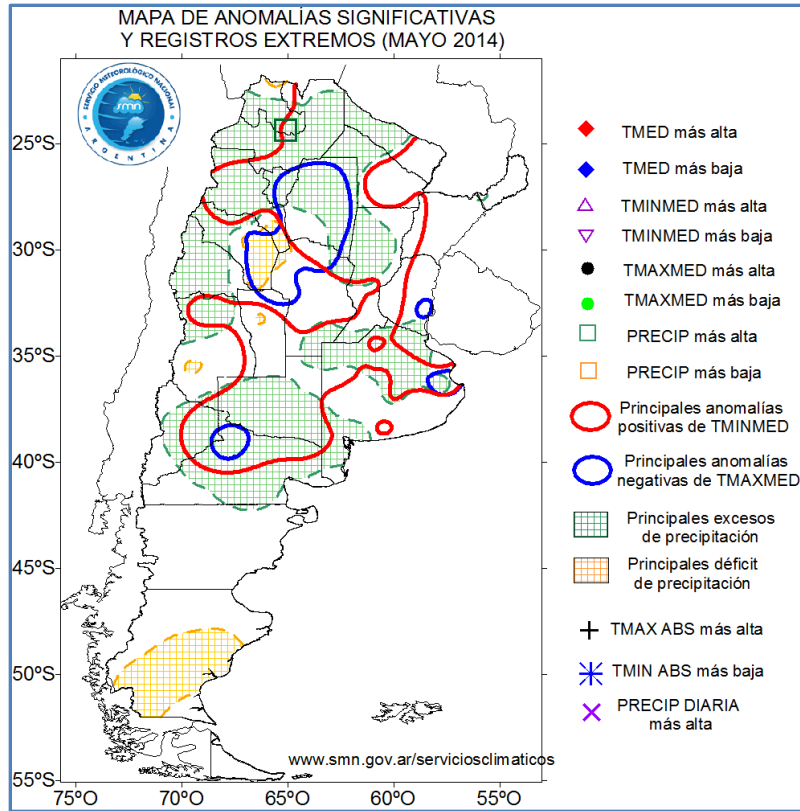 MAPA DE ANOMALÍAS SIGNIFICATIVAS
Y REGISTROS EXTREMOS (MAYO 2014)
SERVICIO METEOROLÓGICO NACIONAL
smn
ARGENTINA
25ºS
30ºS
35ºS
40ºS
45ºS
50ºS
55ºS
75ºO
70ºO
65ºO
60ºO
55ºO
www.smn.gov.ar/serviciosclimaticos
TMED más alta
TMED más baja
TMINMED más alta
TMINMED más baja
TMAXMED más alta
TMAXMED más baja
PRECIP más alta
PRECIP más baja
Principales anomalías
positivas de TMINMED
Principales anomalías
negativas de TMAXMED
Principales excesos
de precipitación
Principales déficit
de precipitación
TMAX ABS más alta
TMIN ABS más baja
PRECIP DIARIA
más alta